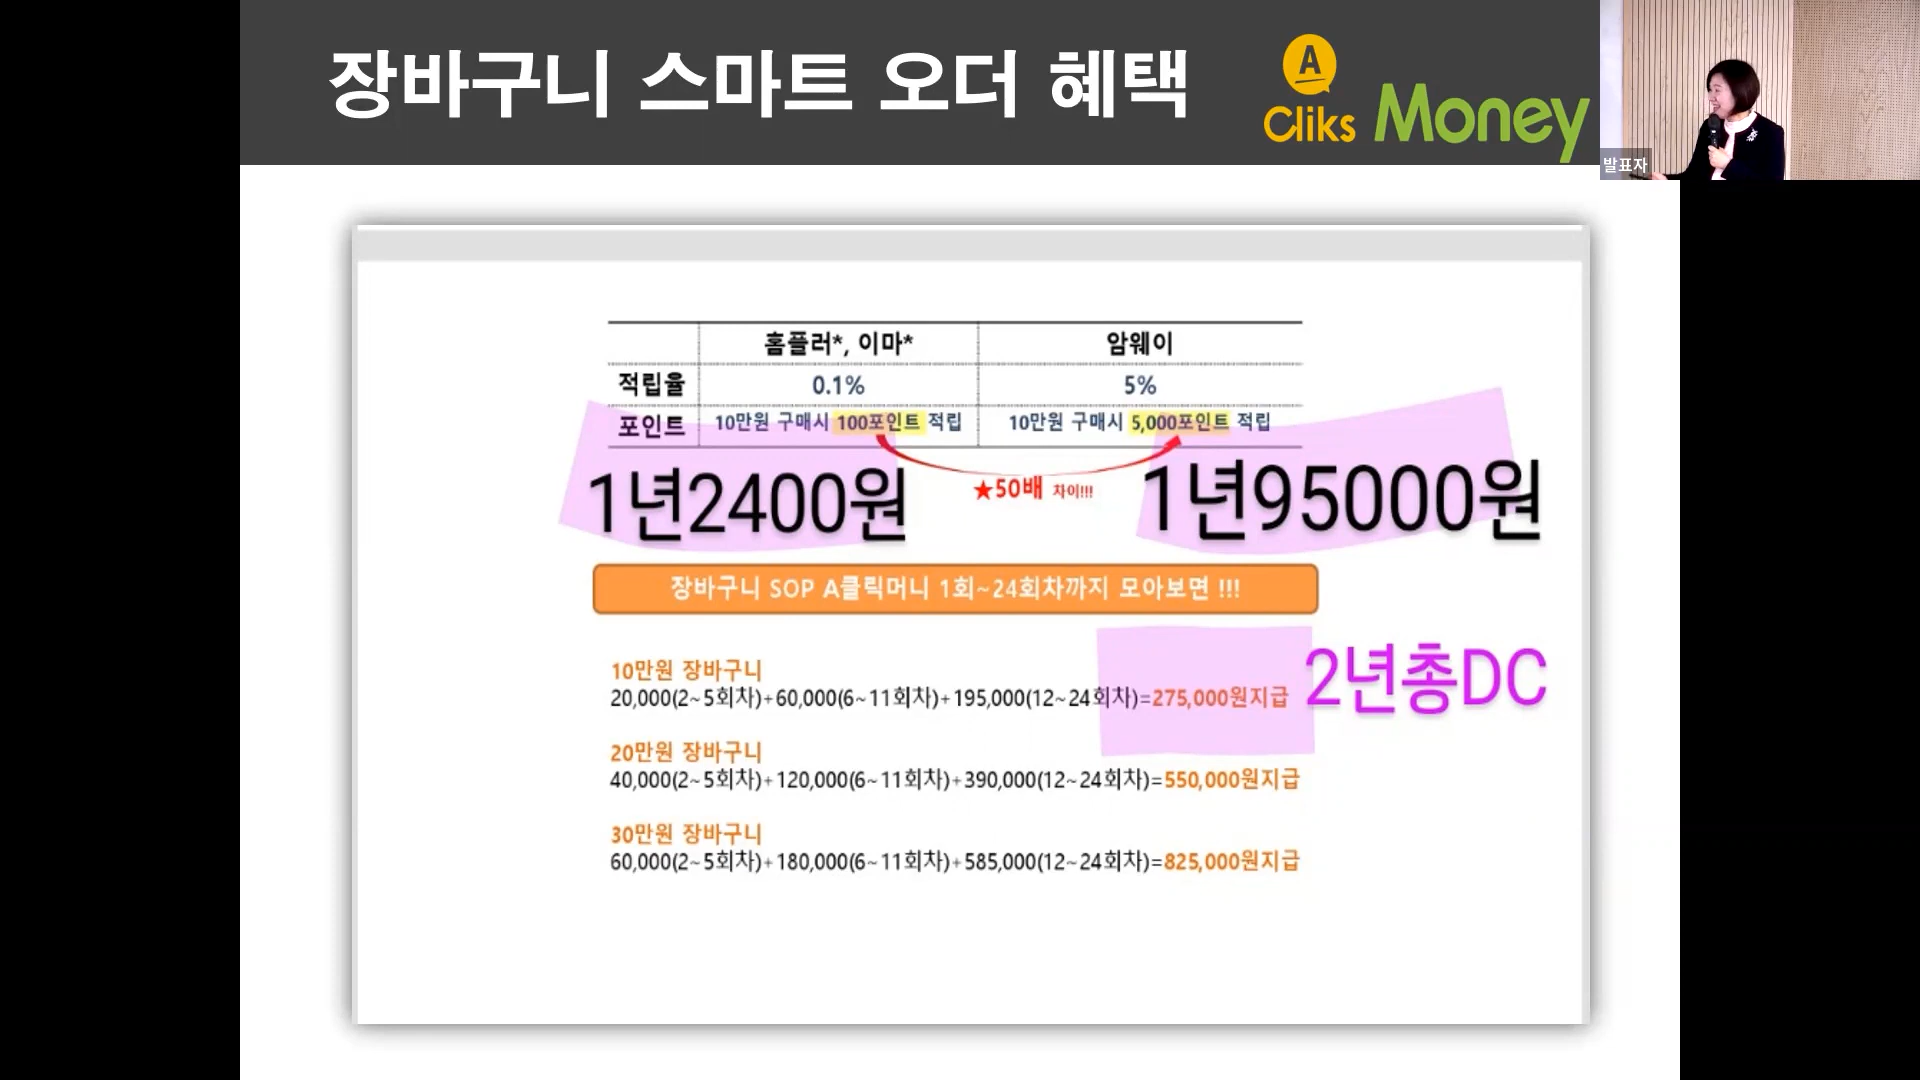 장바구니 스마트 오더 혜택
A
Cliks Money
발표자
홈플러*, 이마*
암웨이
적립율
0.1%
5%
포인트
10만원 구매시 100포인트 적립
10만원 구매시 5,000포인트 적립
1년2400원
★50배 차이!!!
1년95000원
장바구니 SOP A클릭머니 1회~24회차까지 모아보면 !!!
10만원 장바구니
20,000(2~5회차)+60,000(6~11회차)+195,000(12~24회차)=275,000원지급
2년총DC
20만원 장바구니
40,000(2~5회차)+120,000(6~11회차)+390,000(12~24회차)=550,000원지급
30만원 장바구니
60,000(2~5회차)+180,000(6~11회차)+585,000(12~24회차)=825,000원지급